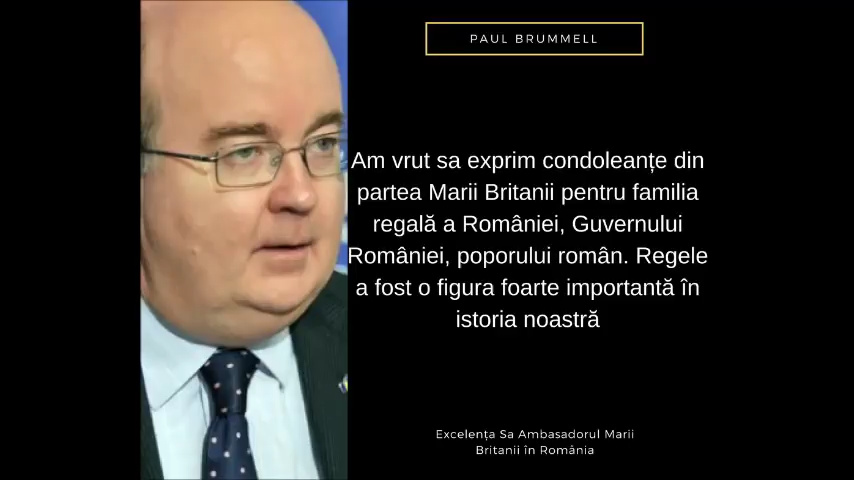 PAUL BRUMMELL
Am vrut sa exprim condoleanțe din
partea Marii Britanii pentru familia
regală a României, Guvernului
României, poporului român. Regele
a fost o figura foarte importantă în
istoria noastră
Excelența Sa Ambasadorul Marii
Britanii în România